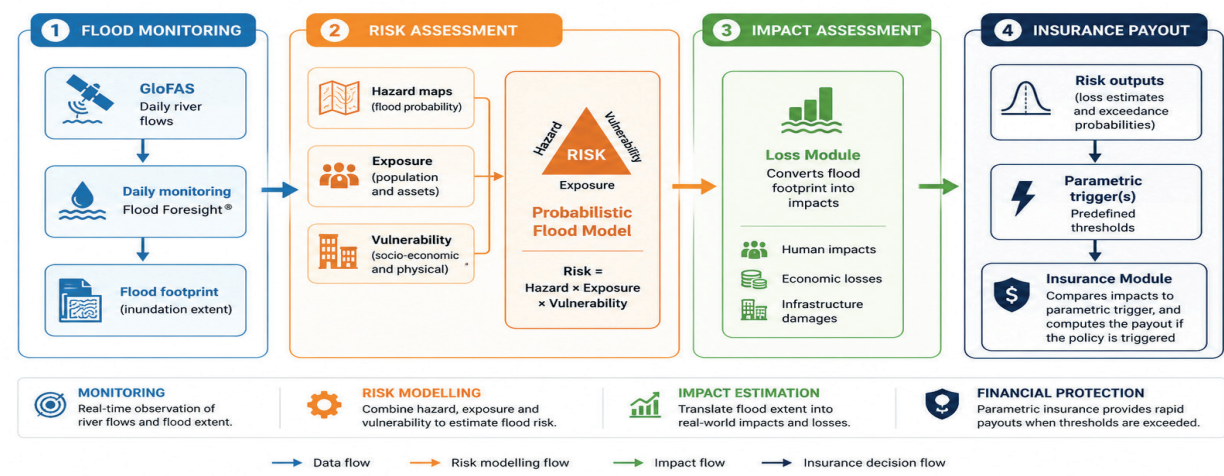 1 FLOOD MONITORING
GloFAS
Daily river
flows
Daily monitoring
Flood Foresight®
Flood footprint
(inundation extent)
2 RISK ASSESSMENT
Hazard maps
(flood probability)
Exposure
(population
and assets)
Vulnerability
(socio-economic
and physical)
Hazard
Vulnerability
RISK
Exposure
Probabilistic
Flood Model
Risk =
Hazard × Exposure
× Vulnerability
3 IMPACT ASSESSMENT
Loss Module
Converts flood
footprint into
impacts
Human impacts
Economic losses
Infrastructure
damages
4 INSURANCE PAYOUT
Risk outputs
(loss estimates
and exceedance
probabilities)
Parametric
trigger(s)
Predefined
thresholds
$
Insurance Module
Compares impacts to
parametric trigger, and
computes the payout if
the policy is triggered
MONITORING
Real-time observation of
river flows and flood extent.
RISK MODELLING
Combine hazard, exposure and
vulnerability to estimate flood risk.
IMPACT ESTIMATION
Translate flood extent into
real-world impacts and losses.
FINANCIAL PROTECTION
Parametric insurance provides rapid
payouts when thresholds are exceeded.
Data flow
Risk modelling flow
Impact flow
Insurance decision flow